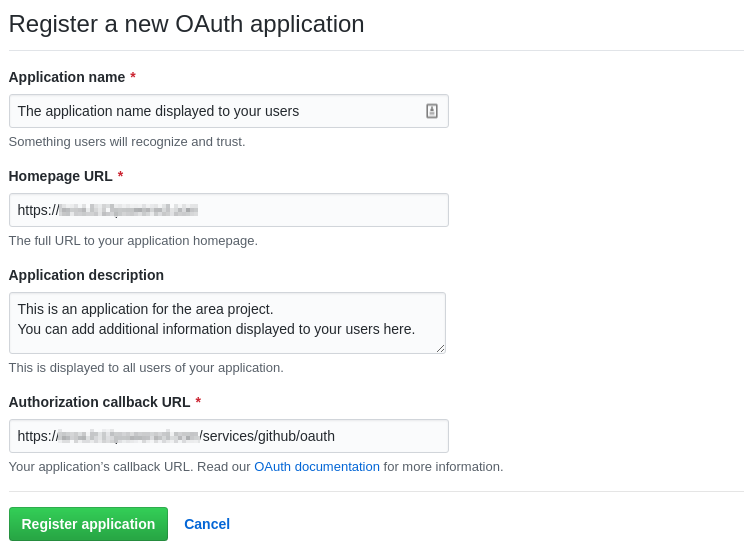 Register a new OAuth application
Application name *
The application name displayed to your users
Something users will recognize and trust.
Homepage URL *
https://
The full URL to your application homepage.
Application description
This is an application for the area project.
You can add additional information displayed to your users here.
This is displayed to all users of your application.
Authorization callback URL *
https:// /services/github/oauth
Your application’s callback URL. Read our OAuth documentation for more information.
Register application Cancel